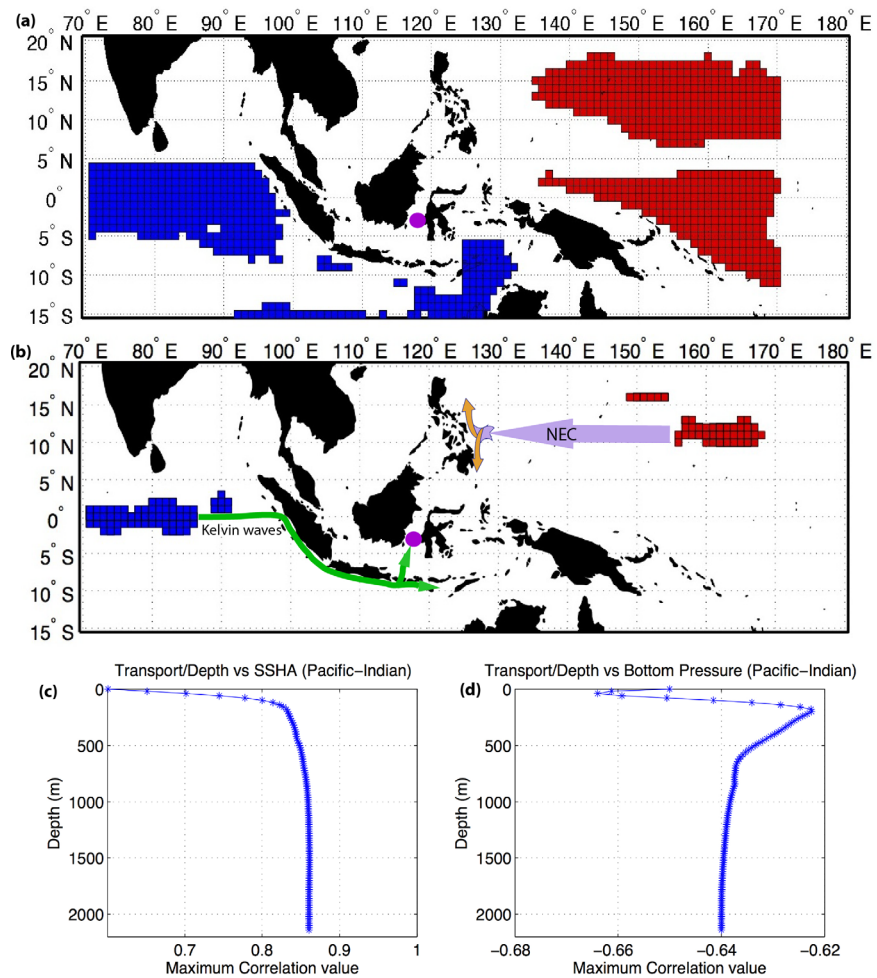 (a)
70° E 80° E 90° E 100° E 110° E 120° E 130° E 140° E 150° E 160° E 170° E 180° E
20° N
15° N
10° N
5° N
0°
5° S
10° S
15° S
(b)
70° E 80° E 90° E 100° E 110° E 120° E 130° E 140° E 150° E 160° E 170° E 180° E
20° N
15° N
10° N
NEC
5° N
0°
Kelvin waves
5° S
10° S
15° S
Transport/Depth vs SSHA (Pacific−Indian)
(c)
0
500
1000
1500
2000
Depth (m)
0.7 0.8 0.9 1
Maximum Correlation value
Transport/Depth vs Bottom Pressure (Pacific−Indian)
(d)
0
500
1000
1500
2000
Depth (m)
−0.68 −0.66 −0.64 −0.62
Maximum Correlation value